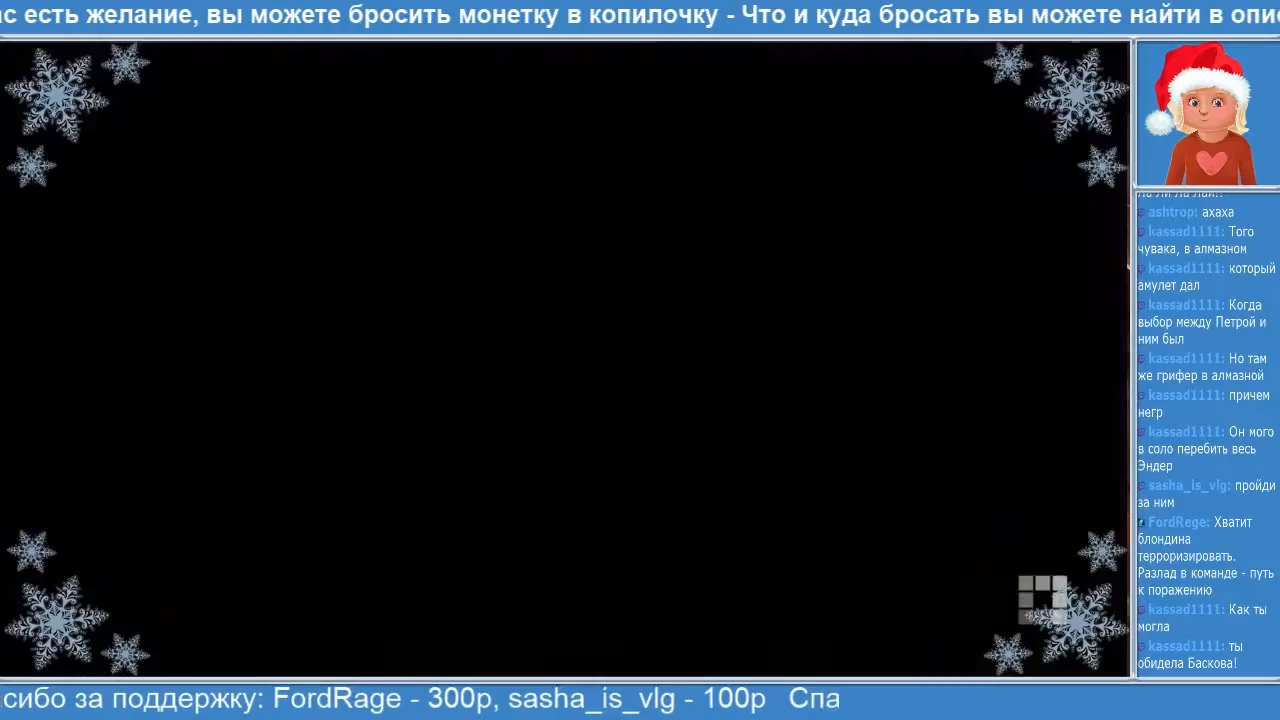 ас есть желание, вы можете бросить монетку в копилочку - Что и куда бросать вы можете найти в опи
ashtrop: ахаха
kassad1111: Того
чувака, в алмазном
kassad1111: который
амулет дал
kassad1111: Когда
выбор между Петрой и
ним был
kassad1111: Но там
же грифер в алмазной
kassad1111: причем
негр
kassad1111: Он мого
в соло перебить весь
Эндер
sasha_is_vlg: пройди
за ним
FordRege: Хватит
блондина
терроризировать.
Разлад в команде - путь
к поражению
kassad1111: Как ты
могла
kassad1111: ты
обидела Баскова!
сибо за поддержку: FordRage - 300р, sasha_is_vlg - 100р Спа